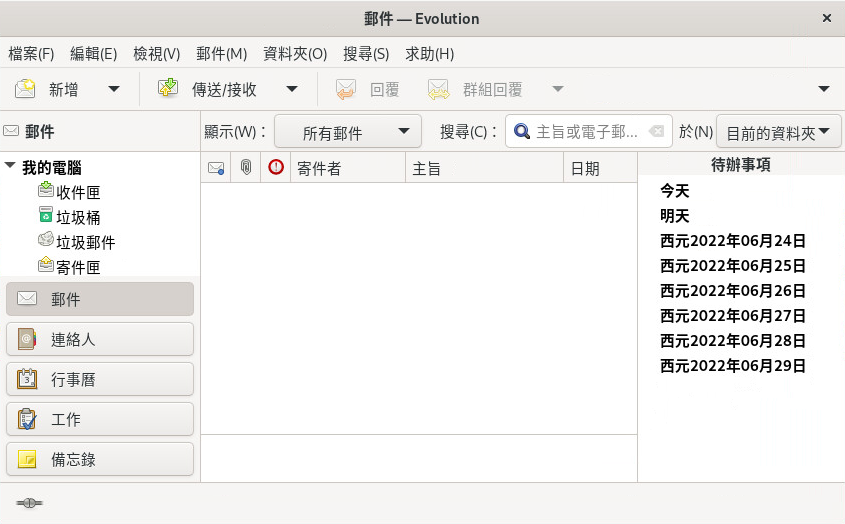 郵件 — Evolution
檔案(F) 編輯(E) 檢視(V) 郵件(M) 資料夾(O) 搜尋(S) 求助(H)
新增 傳送/接收 回覆 群組回覆
郵件 顯示(W)： 所有郵件 搜尋(C)： 主旨或電子郵... 於(N) 目前的資料夾
寄件者 主旨 日期 待辦事項
我的電腦
收件匣
垃圾桶
垃圾郵件
寄件匣
郵件
連絡人
行事曆
工作
備忘錄
今天
明天
西元2022年06月24日
西元2022年06月25日
西元2022年06月26日
西元2022年06月27日
西元2022年06月28日
西元2022年06月29日